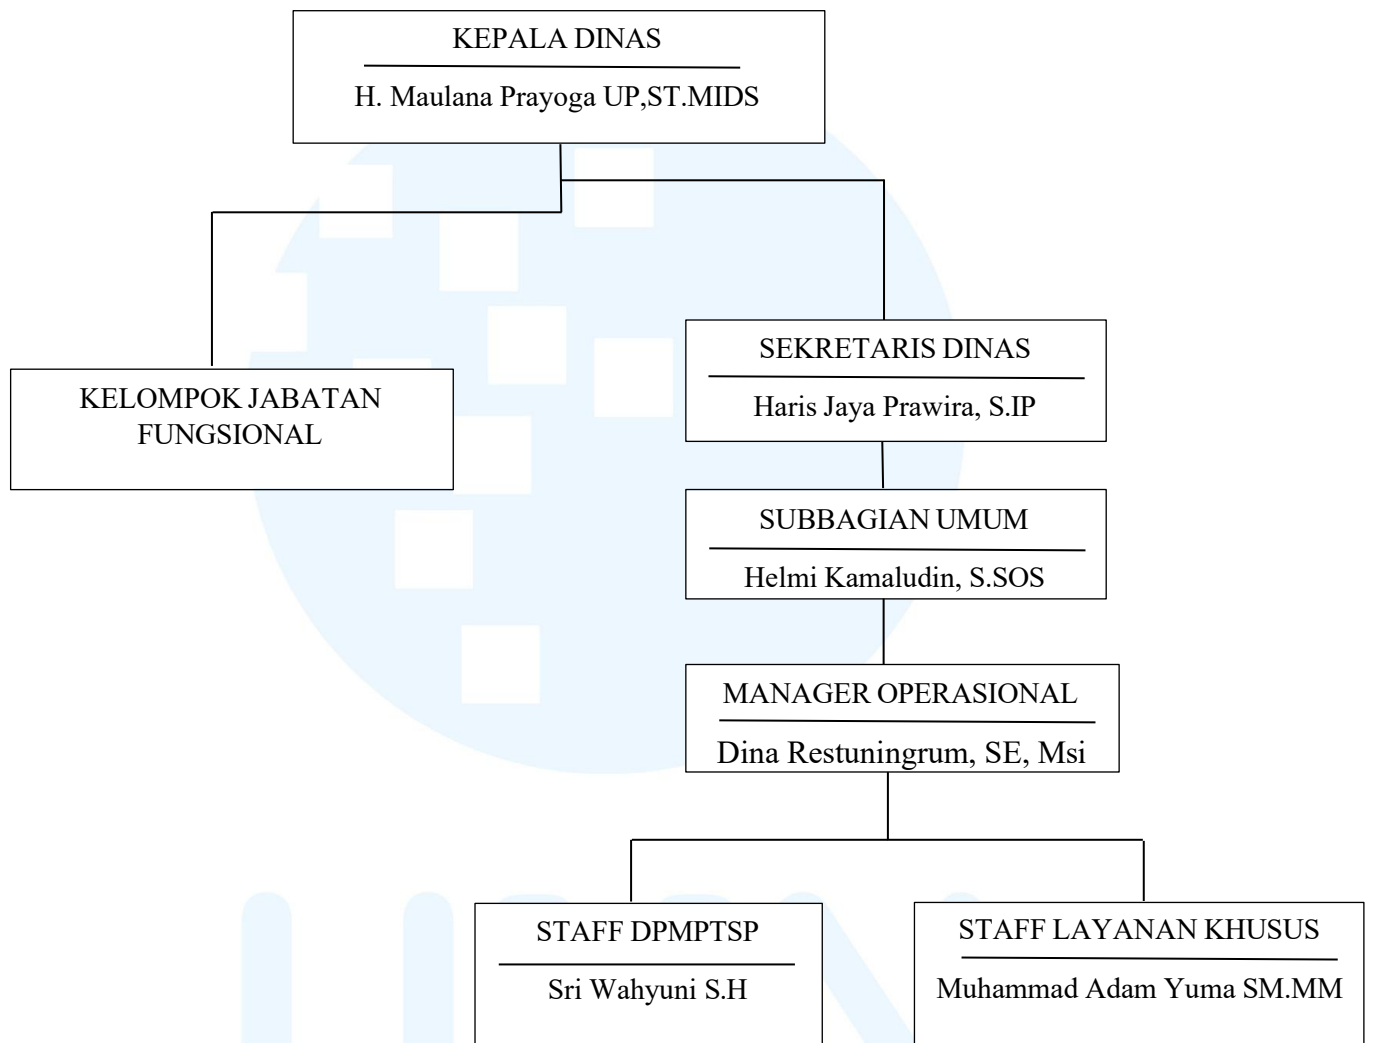 KEPALA DINAS
H. Maulana Prayoga UP,ST.MIDS
SEKRETARIS DINAS
Haris Jaya Prawira, S.IP
KELOMPOK JABATAN
FUNGSIONAL
SUBBAGIAN UMUM
Helmi Kamaludin, S.SOS
MANAGER OPERASIONAL
Dina Restuningrum, SE, Msi
STAFF DPMPTSP
Sri Wahyuni S.H
STAFF LAYANAN KHUSUS
Muhammad Adam Yuma SM.MM